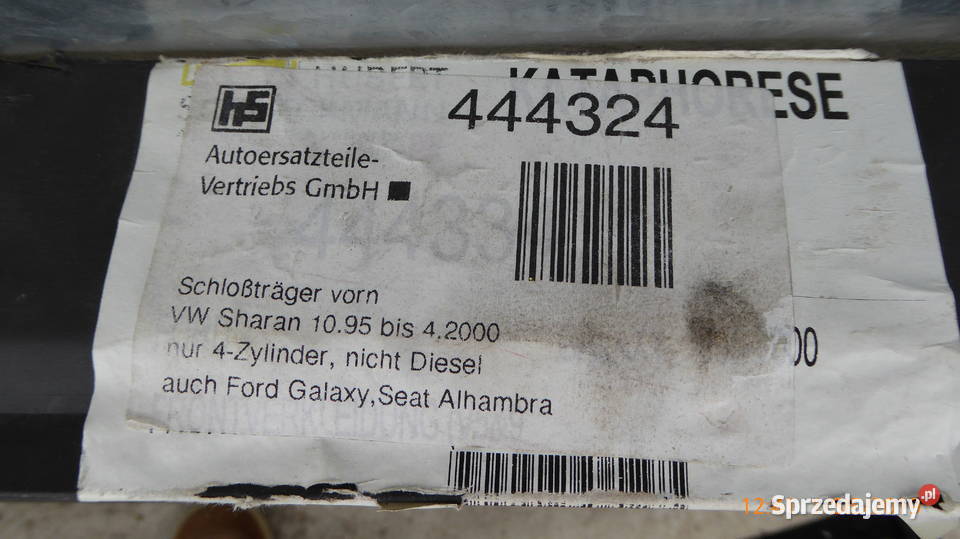 KATAPHORESE
HS
444324
Autoersatzteile-
Vertriebs GmbH
Schloßträger vorn
VW Sharan 10.95 bis 4.2000
nur 4-Zylinder, nicht Diesel
auch Ford Galaxy,Seat Alhambra
Sprzedajemy.pl